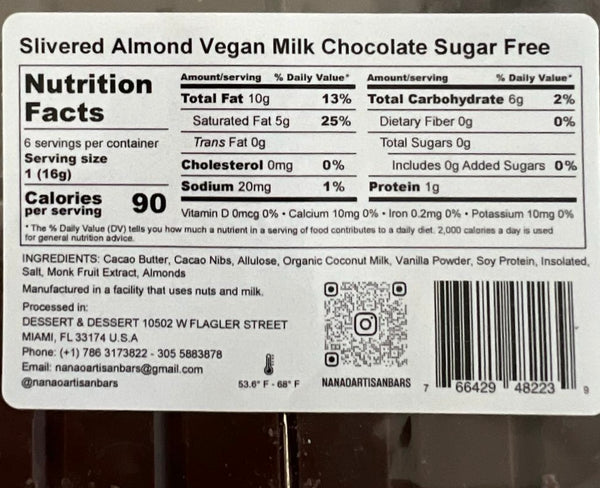 Slivered Almond Vegan Milk Chocolate Sugar Free
Nutrition
Facts
6 servings per container
Serving size
1 (16g)
Calories
per serving 90
Amount/serving % Daily Value*
Total Fat 10g 13%
Saturated Fat 5g 25%
Trans Fat 0g
Cholesterol 0mg 0%
Sodium 20mg 1%
Amount/serving % Daily Value*
Total Carbohydrate 6g 2%
Dietary Fiber 0g 0%
Total Sugars 0g
Includes 0g Added Sugars 0%
Protein 1g
Vitamin D 0mcg 0% • Calcium 10mg 0% • Iron 0.2mg 0% • Potassium 10mg 0%
* The % Daily Value (DV) tells you how much a nutrient in a serving of food contributes to a daily diet. 2,000 calories a day is used
for general nutrition advice.
INGREDIENTS: Cacao Butter, Cacao Nibs, Allulose, Organic Coconut Milk, Vanilla Powder, Soy Protein, Insolated,
Salt, Monk Fruit Extract, Almonds
Manufactured in a facility that uses nuts and milk.
Processed in:
DESSERT & DESSERT 10502 W FLAGLER STREET
MIAMI, FL 33174 U.S.A
Phone: (+1) 786 3173822 - 305 5883878
Email: nanaoartisanbars@gmail.com
@nanaoartisanbars
53.6° F - 68° F
NANAOARTISANBARS
7 66429 48223 9